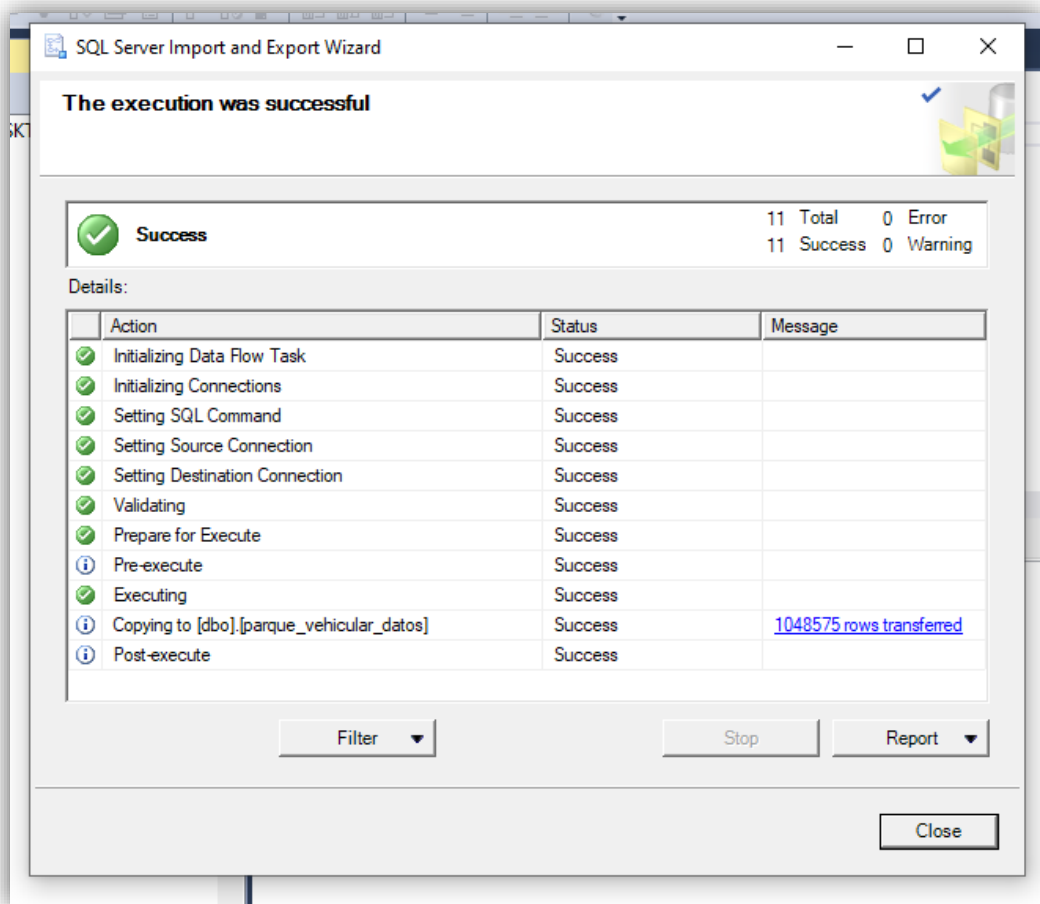 SQL Server Import and Export Wizard
The execution was successful
SKT
Success
11 Total 0 Error
11 Success 0 Warning
Details:
Action Status Message
Initializing Data Flow Task Success
Initializing Connections Success
Setting SQL Command Success
Setting Source Connection Success
Setting Destination Connection Success
Validating Success
Prepare for Execute Success
Pre-execute Success
Executing Success
Copying to [dbo].[parque_vehicular_datos] Success 1048575 rows transferred
Post-execute Success
Filter Stop Report
Close